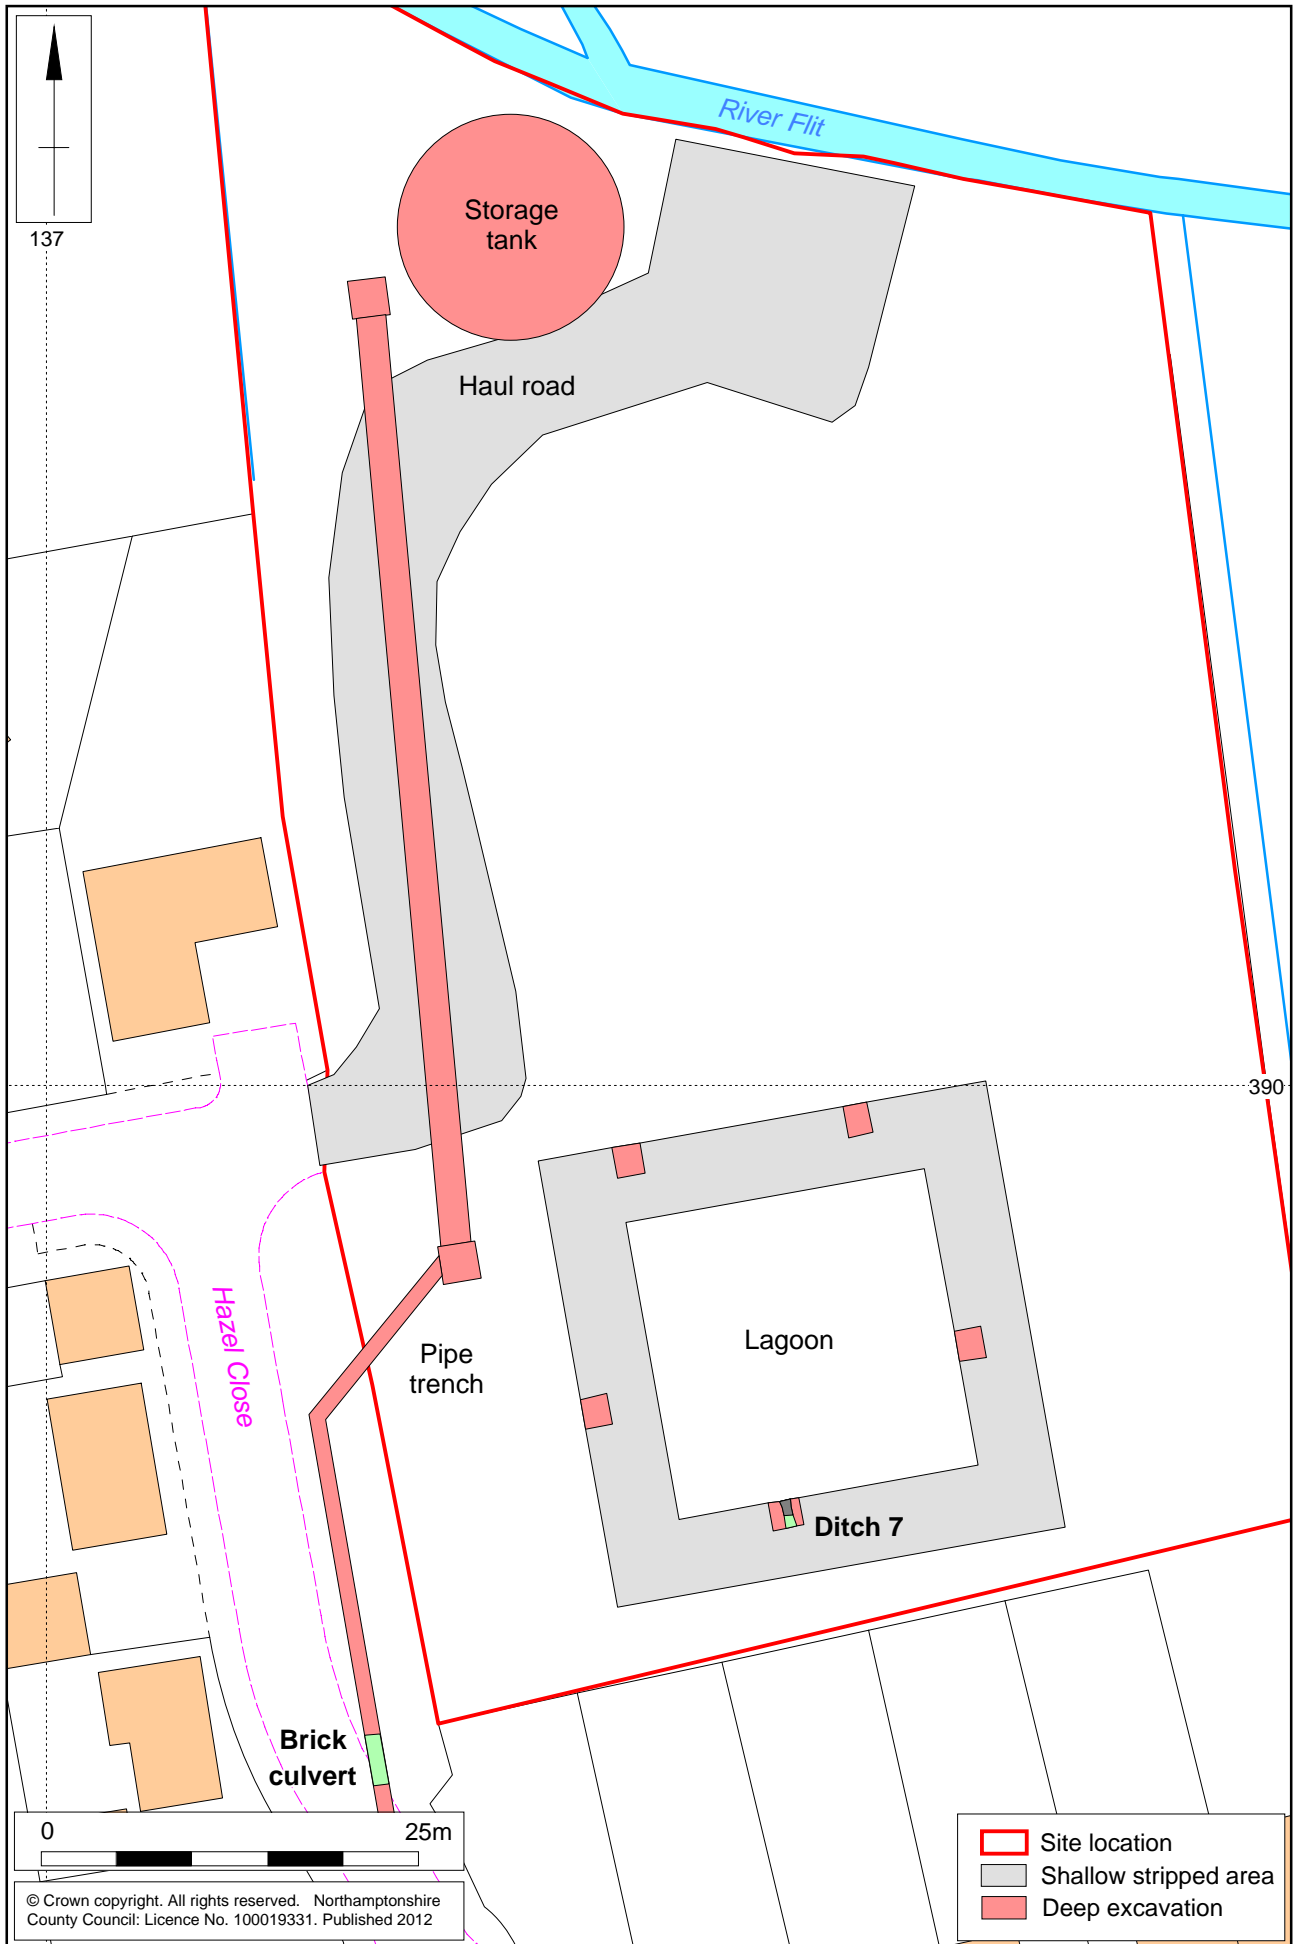 River Flit
137
Storage
tank
Haul road
390
Hazel Close
Pipe
trench
Lagoon
Ditch 7
Brick
culvert
0 25m
© Crown copyright. All rights reserved. Northamptonshire
County Council: Licence No. 100019331. Published 2012
Site location
Shallow stripped area
Deep excavation